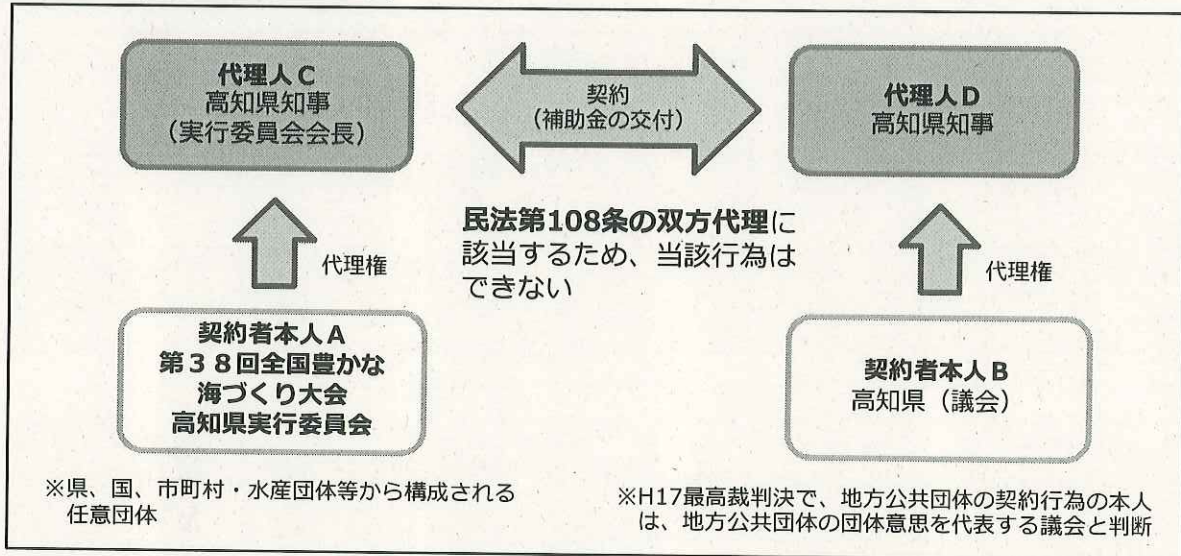 代理人C
高知県知事
（実行委員会会長）
契約
（補助金の交付）
代理人D
高知県知事
民法第108条の双方代理に
該当するため、当該行為は
できない
代理権
代理権
契約者本人A
第３８回全国豊かな
海づくり大会
高知県実行委員会
契約者本人B
高知県（議会）
※県、国、市町村・水産団体等から構成される
任意団体
※H17最高裁判決で、地方公共団体の契約行為の本人
は、地方公共団体の団体意思を代表する議会と判断